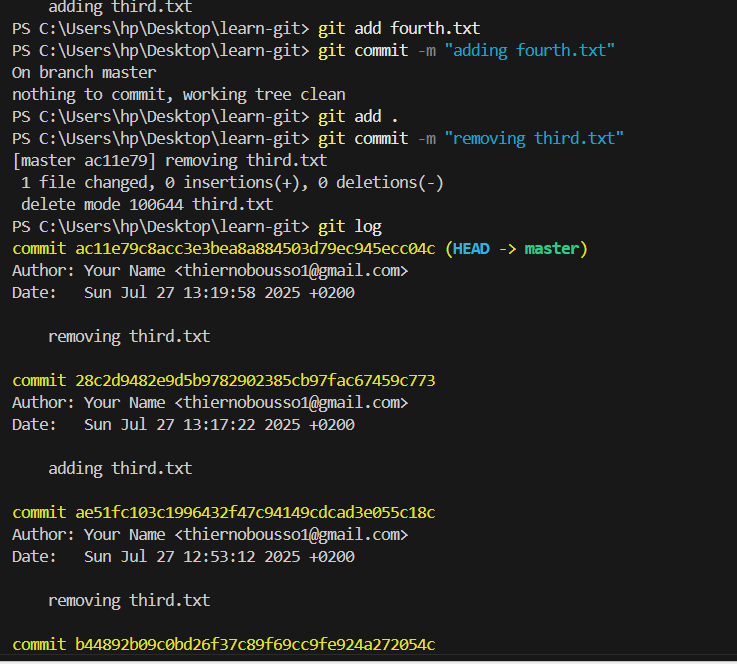 adding third.txt
PS C:\Users\hp\Desktop\learn-git> git add fourth.txt
PS C:\Users\hp\Desktop\learn-git> git commit -m "adding fourth.txt"
On branch master
nothing to commit, working tree clean
PS C:\Users\hp\Desktop\learn-git> git add .
PS C:\Users\hp\Desktop\learn-git> git commit -m "removing third.txt"
[master ac11e79] removing third.txt
1 file changed, 0 insertions(+), 0 deletions(-)
delete mode 100644 third.txt
PS C:\Users\hp\Desktop\learn-git> git log
commit ac11e79c8acc3e3bea8a884503d79ec945ecc04c (HEAD -> master)
Author: Your Name <thiernobousso1@gmail.com>
Date:   Sun Jul 27 13:19:58 2025 +0200
removing third.txt
commit 28c2d9482e9d5b9782902385cb97fac67459c773
Author: Your Name <thiernobousso1@gmail.com>
Date:   Sun Jul 27 13:17:22 2025 +0200
adding third.txt
commit ae51fc103c1996432f47c94149cdcad3e055c18c
Author: Your Name <thiernobousso1@gmail.com>
Date:   Sun Jul 27 12:53:12 2025 +0200
removing third.txt
commit b44892b09c0bd26f37c89f69cc9fe924a272054c